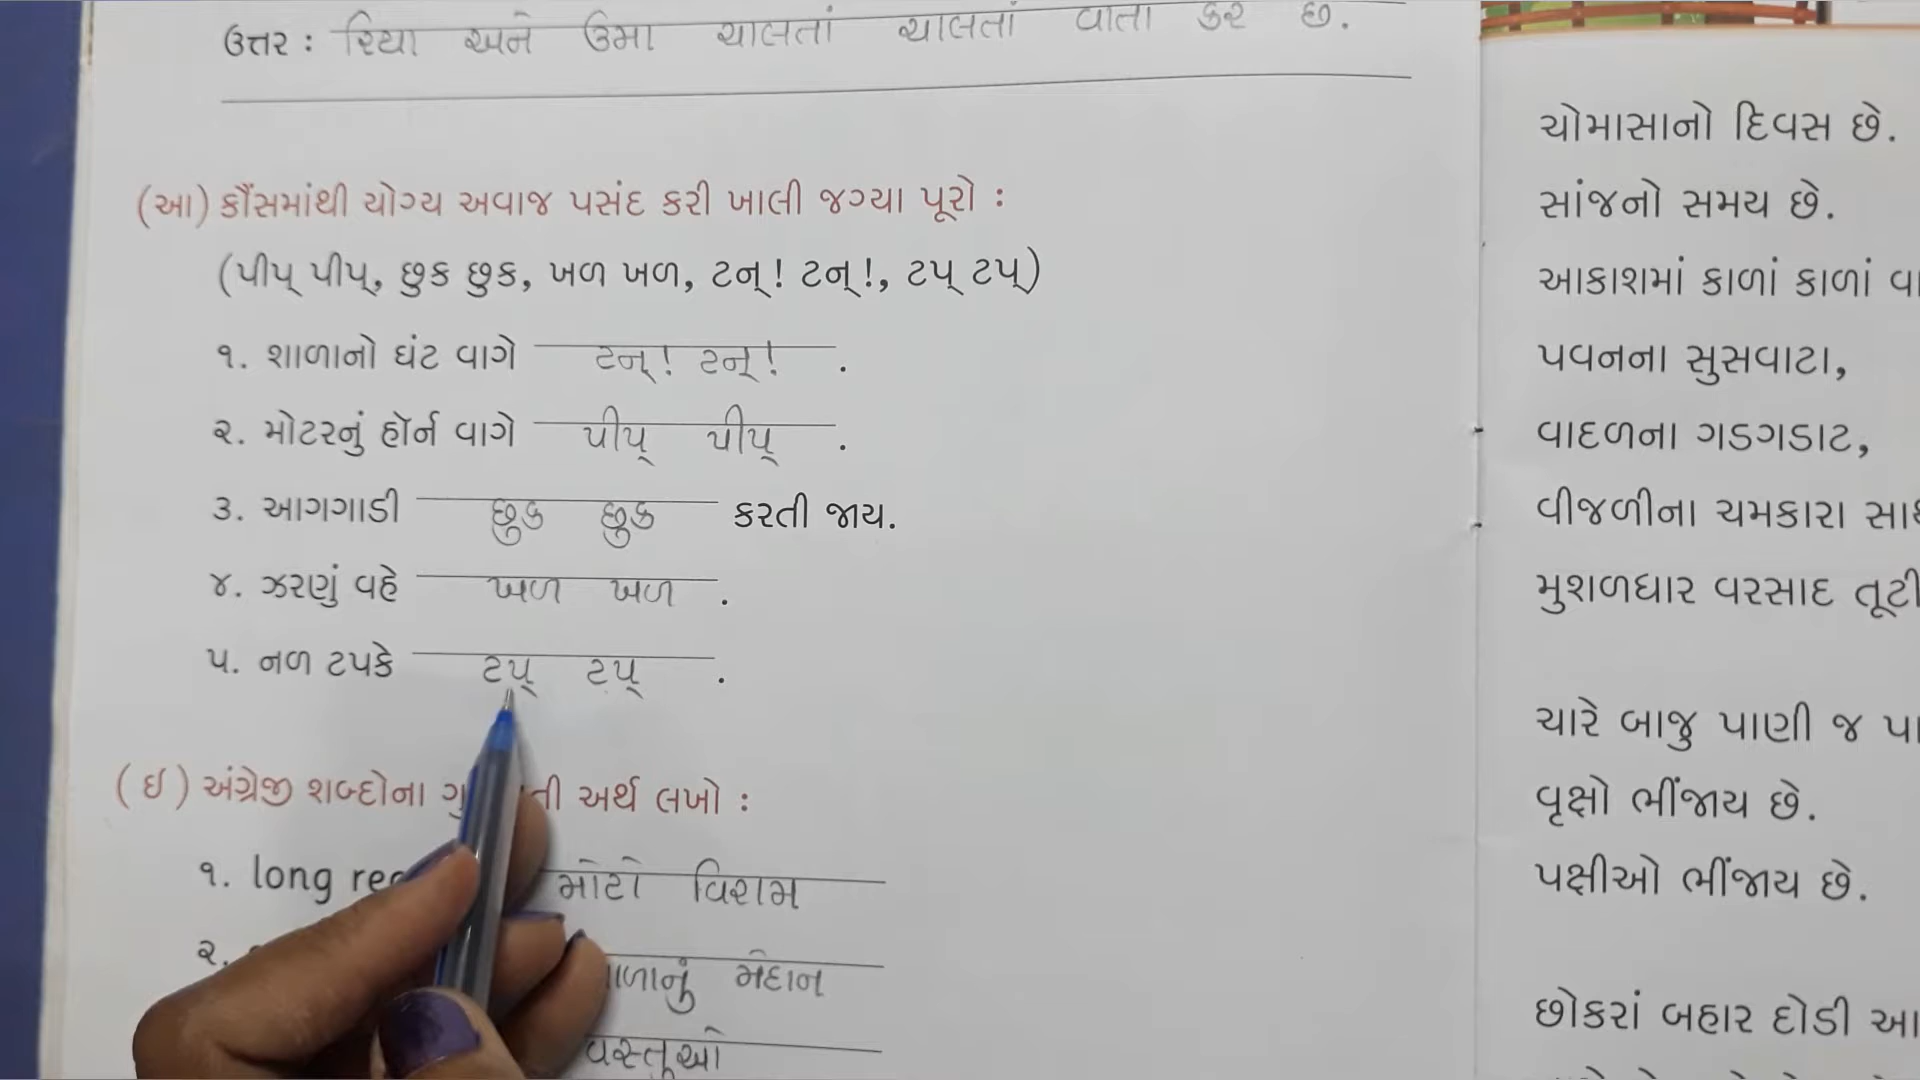 ઉત્તર : રિયા અને ઉમા ચાલતાં ચાલતાં વાતો કરે છે.
(આ) કૌંસમાંથી યોગ્ય અવાજ પસંદ કરી ખાલી જગ્યા પૂરો :
(પીપ્ પીપ્, છુક છુક, ખળ ખળ, ટન્! ટન્!, ટપ્ ટપ્)
૧. શાળાનો ઘંટ વાગે ટન્! ટન્! .
૨. મોટરનું હૉર્ન વાગે પીપ્ પીપ્ .
૩. આગગાડી છુક છુક કરતી જાય.
૪. ઝરણું વહે ખળ ખળ .
૫. નળ ટપકે ટપ્ ટપ્ .
(ઈ) અંગ્રેજી શબ્દોના અર્થ લખો :
૧. long મોટો વિરામ
૨. મેદાન
વસ્તુઓ
ચોમાસાનો દિવસ છે.
સાંજનો સમય છે.
આકાશમાં કાળાં કાળાં
પવનના સુસવાટા,
વાદળના ગડગડાટ,
વીજળીના ચમકારા
મુશળધાર વરસાદ
ચારે બાજુ પાણી જ
વૃક્ષો ભીંજાય છે.
પક્ષીઓ ભીંજાય છે.
છોકરાં બહાર દોડી